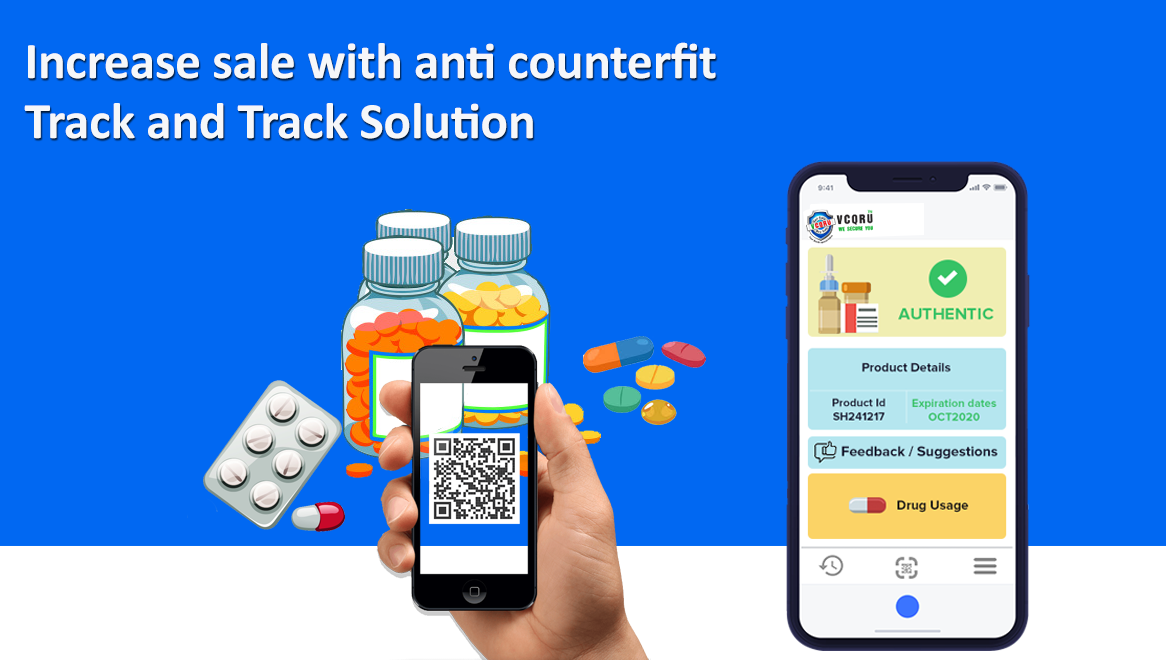 Increase sale with anti counterfit
Track and Track Solution
9:41
VCQRU
WE SECURE YOU
AUTHENTIC
Product Details
Product Id
SH241217
Expiration dates
OCT2020
Feedback / Suggestions
Drug Usage